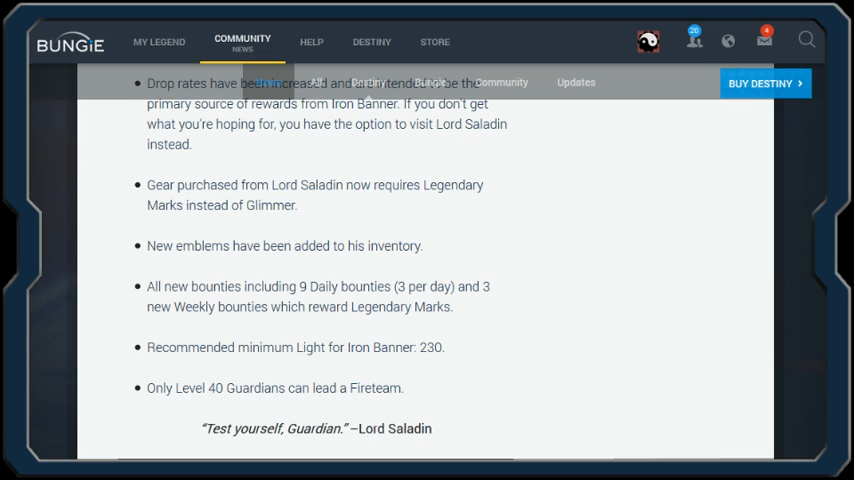 BUNGiE
MY LEGEND
COMMUNITY
NEWS
HELP
DESTINY
STORE
20
4
All
Destiny
Bungie
Community
Updates
BUY DESTINY
Drop rates have been increased and are intended to be the
primary source of rewards from Iron Banner. If you don't get
what you're hoping for, you have the option to visit Lord Saladin
instead.
Gear purchased from Lord Saladin now requires Legendary
Marks instead of Glimmer.
New emblems have been added to his inventory.
All new bounties including 9 Daily bounties (3 per day) and 3
new Weekly bounties which reward Legendary Marks.
Recommended minimum Light for Iron Banner: 230.
Only Level 40 Guardians can lead a Fireteam.
“Test yourself, Guardian.” –Lord Saladin